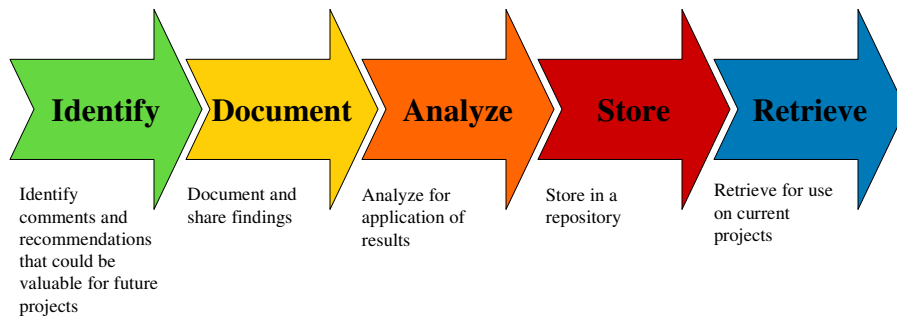 Identify
Document
Analyze
Store
Retrieve
Identify
comments and
recommendations
that could be
valuable for future
projects
Document and
share findings
Analyze for
application of
results
Store in a
repository
Retrieve for use
on current
projects